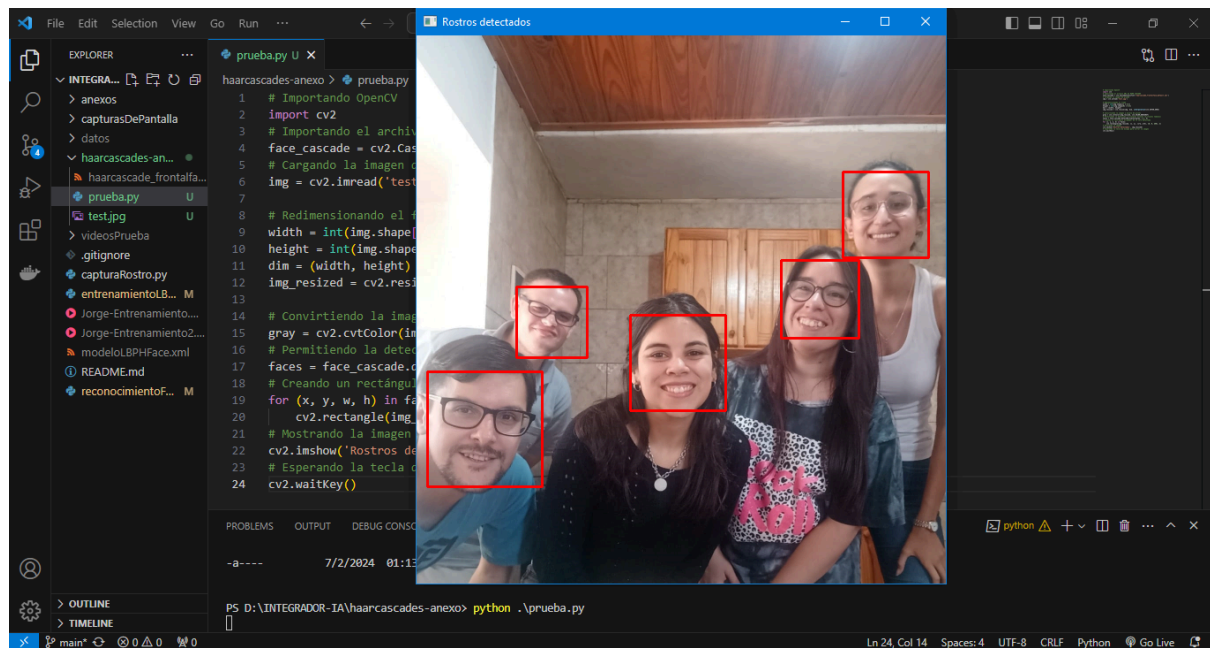 File Edit Selection View Go Run ...
Rostros detectados
EXPLORER
prueba.py U
INTEGRA...
haarcascades-anexo > prueba.py
anexos
capturasDePantalla
datos
haarcascades-an...
haarcascade_frontalfa...
prueba.py U
test.jpg U
videosPrueba
.gitignore
capturaRostro.py
entrenamientoLB... M
Jorge-Entrenamiento....
Jorge-Entrenamiento2....
modeloLBPHFace.xml
README.md
reconocimientoF... M
1 # Importando OpenCV
2 import cv2
3 # Importando el archiv
4 face_cascade = cv2.Cas
5 # Cargando la imagen
6 img = cv2.imread('test
7
8 # Redimensionando el f
9 width = int(img.shape[
10 height = int(img.shape
11 dim = (width, height)
12 img_resized = cv2.resi
13
14 # Convirtiendo la imag
15 gray = cv2.cvtColor(im
16 # Permitiendo la detec
17 faces = face_cascade.
18 # Creando un rectángul
19 for (x, y, w, h) in fa
20 cv2.rectangle(img_
21 # Mostrando la imagen
22 cv2.imshow('Rostros de
23 # Esperando la tecla
24 cv2.waitKey()
PROBLEMS OUTPUT DEBUG CONSO
python
-a---- 7/2/2024 01:13
PS D:\INTEGRADOR-IA\haarcascades-anexo> python .\prueba.py
OUTLINE
TIMELINE
main* 0 0 0 Ln 24, Col 14 Spaces: 4 UTF-8 CRLF Python Go Live